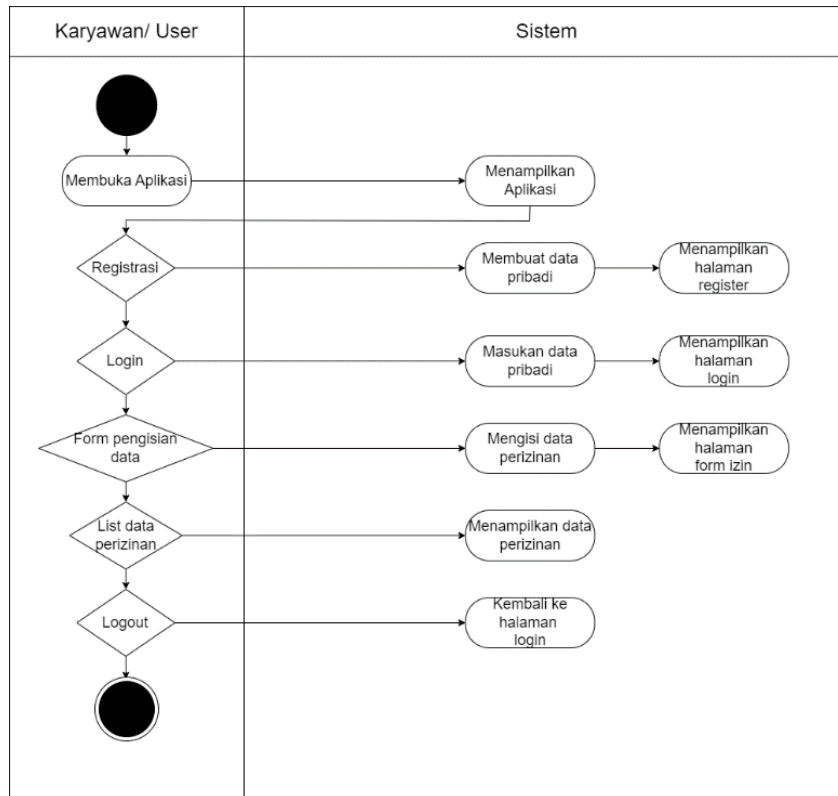 Karyawan/ User
Sistem
Membuka Aplikasi
Menampilkan
Aplikasi
Registrasi
Membuat data
pribadi
Menampilkan
halaman
register
Login
Masukan data
pribadi
Menampilkan
halaman
login
Form pengisian
data
Mengisi data
perizinan
Menampilkan
halaman
form izin
List data
perizinan
Menampilkan data
perizinan
Logout
Kembali ke
halaman
login